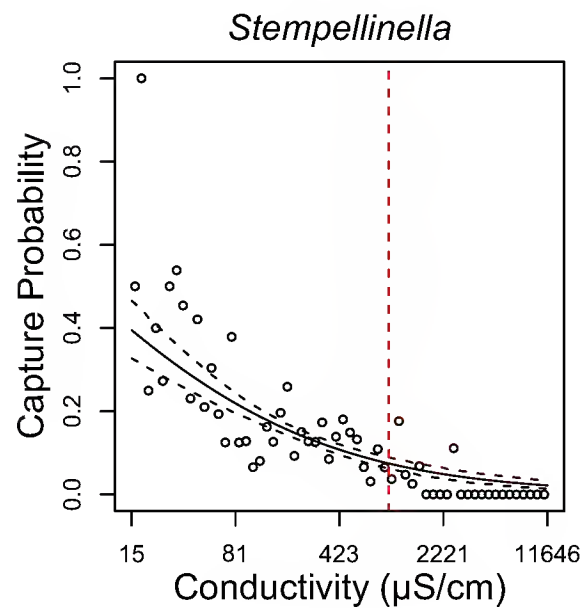 Stempellinella
Capture Probability
1.0
0.8
0.6
0.4
0.2
0.0
15 81 423 2221 11646
Conductivity (µS/cm)